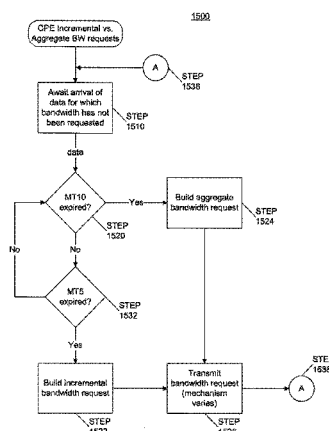 1500
CPE Incremental vs.
Aggregate BW requests
A
STEP
1536
Await arrival of
data for which
bandwidth has not
been requested
STEP
1510
data
MT10
expired?
Yes
Build aggregate
bandwidth request
STEP
1520
STEP
1524
No
No
MT5
expired?
STEP
1532
Yes
STE
Build incremental
bandwidth request
Transmit
bandwidth request
(mechanism
varies)
A
STEP
STEP